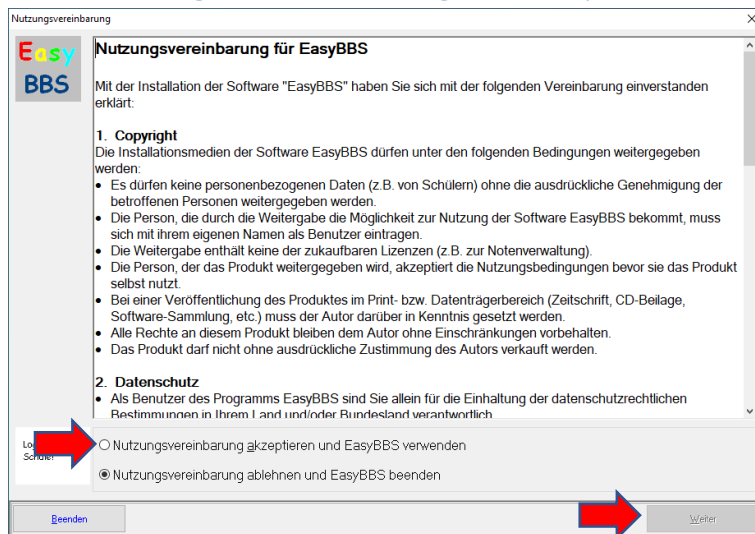 Nutzungsvereinbarung
Easy
BBS
Nutzungsvereinbarung für EasyBBS
Mit der Installation der Software "EasyBBS" haben Sie sich mit der folgenden Vereinbarung einverstanden
erklärt:
1. Copyright
Die Installationsmedien der Software EasyBBS dürfen unter den folgenden Bedingungen weitergegeben
werden:
• Es dürfen keine personenbezogenen Daten (z.B. von Schülern) ohne die ausdrückliche Genehmigung der
betroffenen Personen weitergegeben werden.
• Die Person, die durch die Weitergabe die Möglichkeit zur Nutzung der Software EasyBBS bekommt, muss
sich mit ihrem eigenen Namen als Benutzer eintragen.
• Die Weitergabe enthält keine der zukaufbaren Lizenzen (z.B. zur Notenverwaltung).
• Die Person, der das Produkt weitergegeben wird, akzeptiert die Nutzungsbedingungen bevor sie das Produkt
selbst nutzt.
• Bei einer Veröffentlichung des Produktes im Print- bzw. Datenträgerbereich (Zeitschrift, CD-Beilage,
Software-Sammlung, etc.) muss der Autor darüber in Kenntnis gesetzt werden.
• Alle Rechte an diesem Produkt bleiben dem Autor ohne Einschränkungen vorbehalten.
• Das Produkt darf nicht ohne ausdrückliche Zustimmung des Autors verkauft werden.
2. Datenschutz
• Als Benutzer des Programms EasyBBS sind Sie allein für die Einhaltung der datenschutzrechtlichen
Bestimmungen in Ihrem Land und/oder Bundesland verantwortlich
Nutzungsvereinbarung akzeptieren und EasyBBS verwenden
Nutzungsvereinbarung ablehnen und EasyBBS beenden
Beenden
Weiter